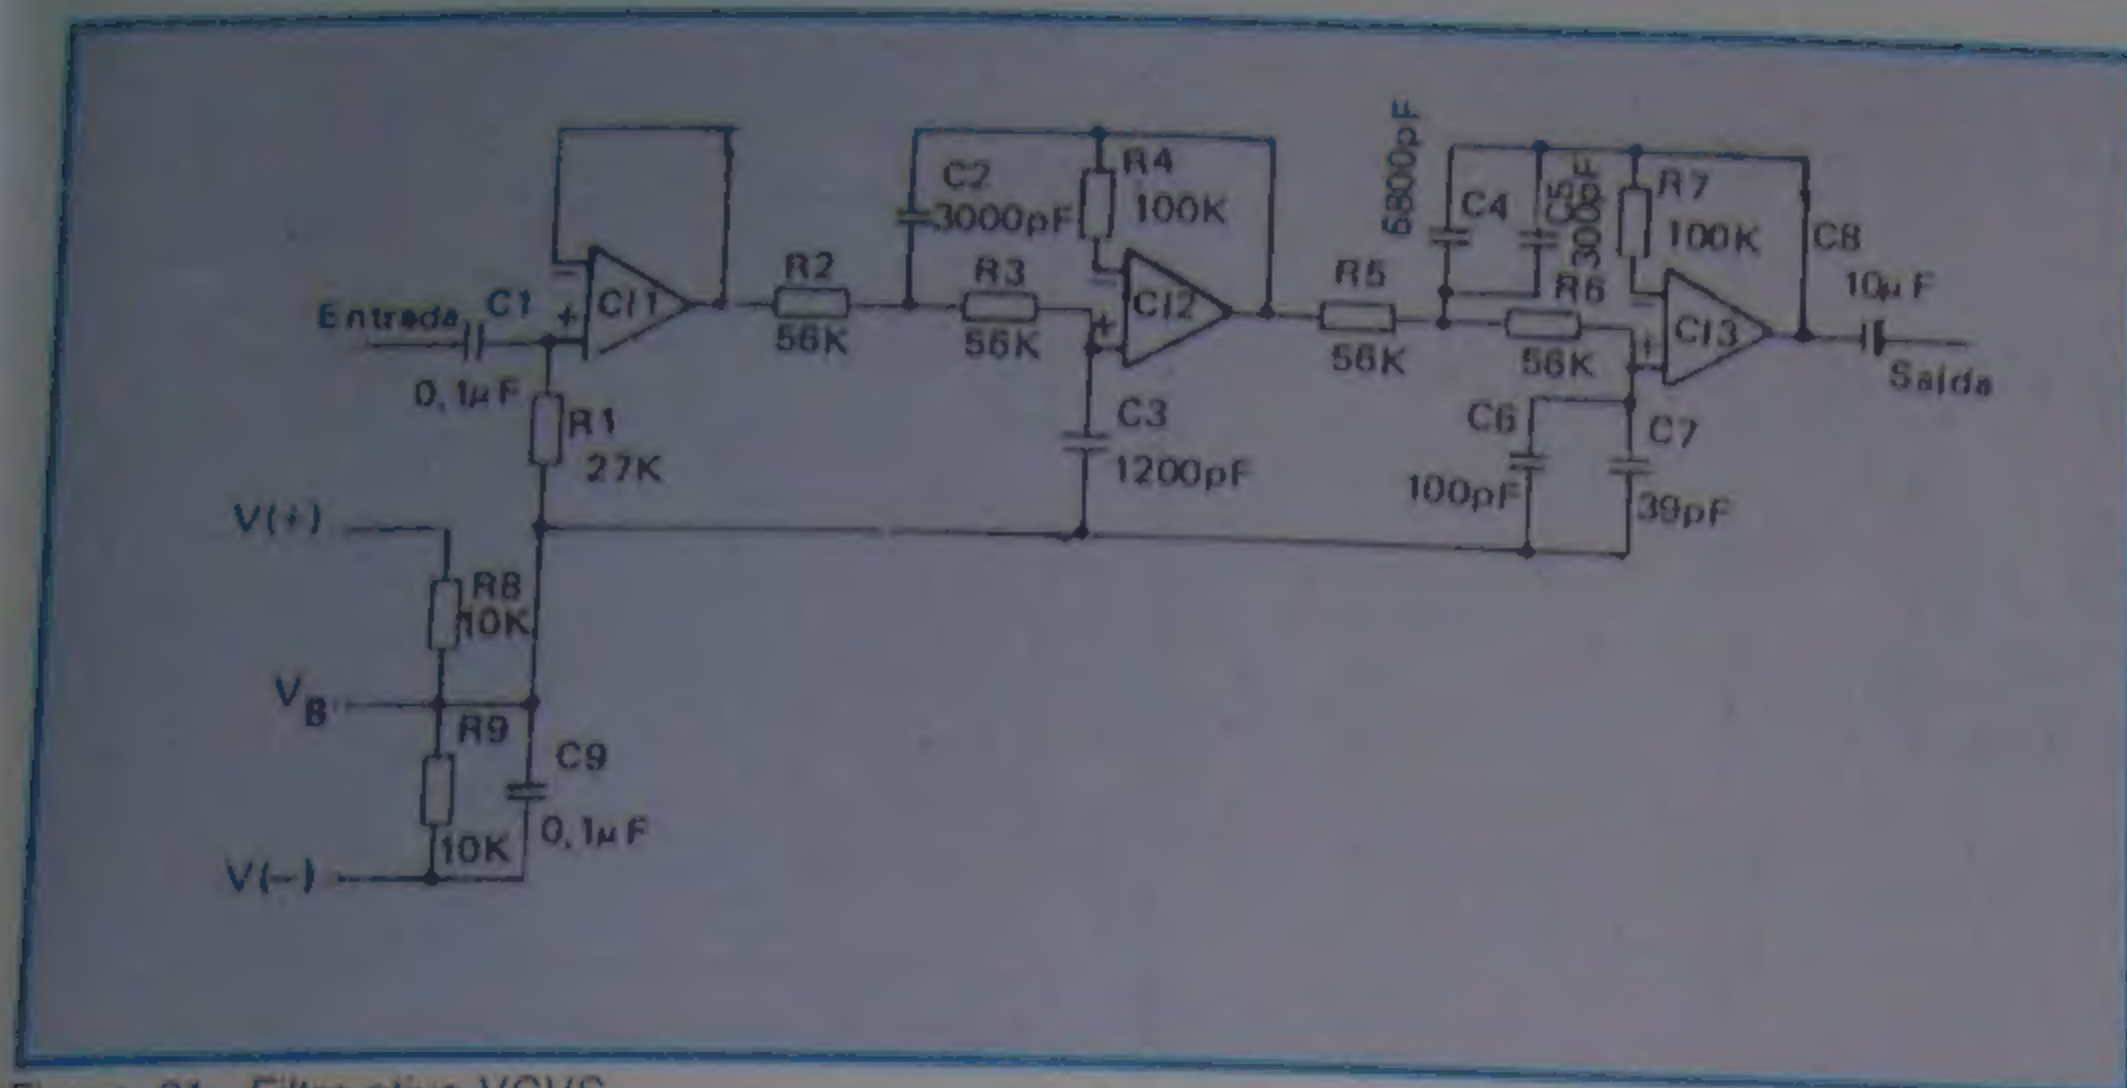 Entrada
C1
0,1µF
+
−
CI1
R1
27K
R2
56K
C2
3000pF
R3
56K
R4
100K
−
+
CI2
C3
1200pF
R5
56K
6800pF
C4
C5
3000pF
R6
56K
R7
100K
−
+
CI3
C6
100pF
C7
39pF
C8
10µF
Saída
V(+)
R8
10K
VB
R9
10K
C9
0,1µF
V(−)